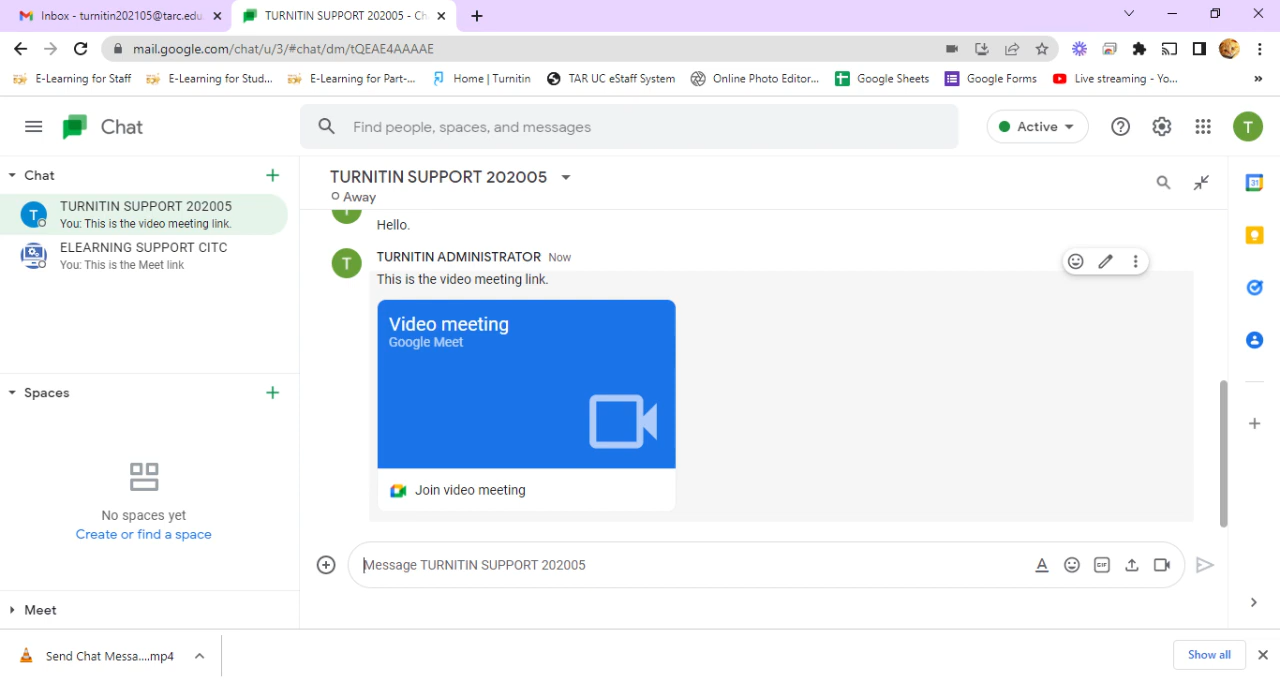 Inbox - turnitin202105@tarc.edu.
TURNITIN SUPPORT 202005 - Ch
mail.google.com/chat/u/3/#chat/dm/tQEAE4AAAAE
E-Learning for Staff
E-Learning for Stud...
E-Learning for Part-...
Home | Turnitin
TAR UC eStaff System
Online Photo Editor...
Google Sheets
Google Forms
Live streaming - Yo...
Chat
Find people, spaces, and messages
Active
T
Chat
TURNITIN SUPPORT 202005
Away
31
T
TURNITIN SUPPORT 202005
You: This is the video meeting link.
ELEARNING SUPPORT CITC
You: This is the Meet link
T
Hello.
T
TURNITIN ADMINISTRATOR Now
This is the video meeting link.
Video meeting
Google Meet
Join video meeting
Spaces
No spaces yet
Create or find a space
Message TURNITIN SUPPORT 202005
A
GIF
Meet
Send Chat Messa....mp4
Show all